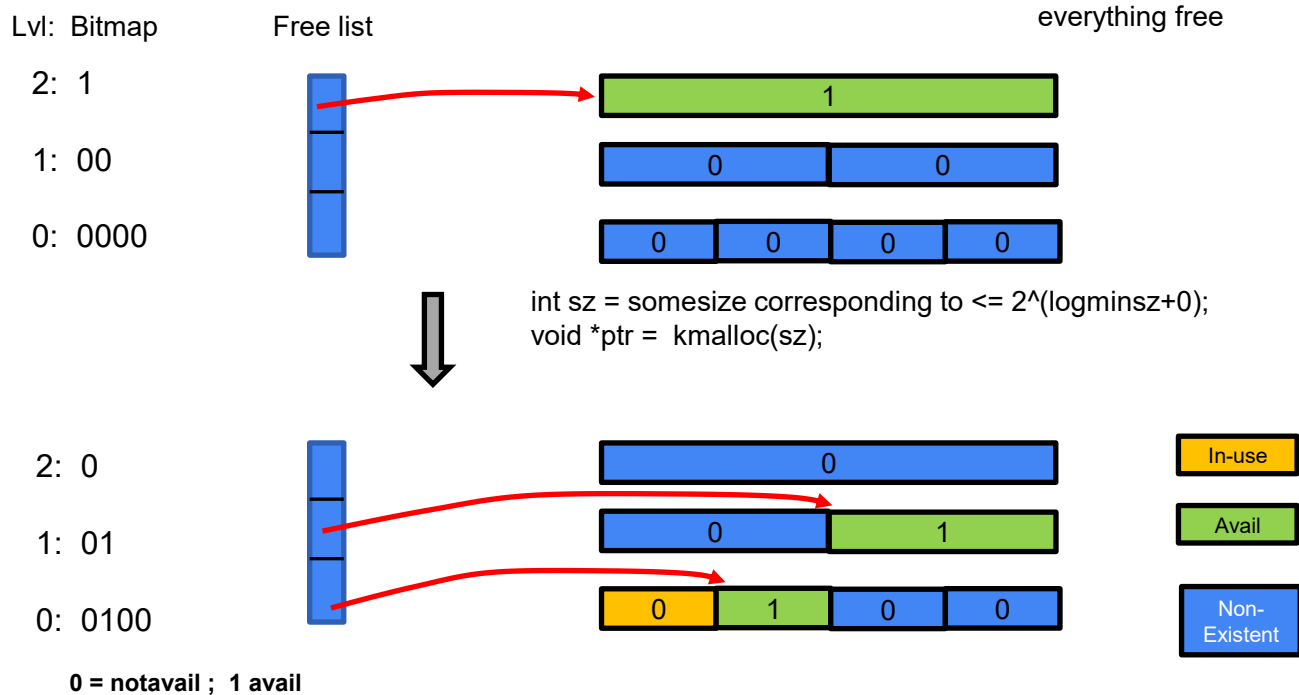 everything free
Lvl: Bitmap Free list
2: 1
1
1: 00
0 0
0: 0000
0 0 0 0
int sz = somesize corresponding to <= 2^(logminsz+0);
void *ptr = kmalloc(sz);
2: 0
0
In-use
1: 01
0 1
Avail
0: 0100
0 1 0 0
Non-
Existent
0 = notavail ; 1 avail